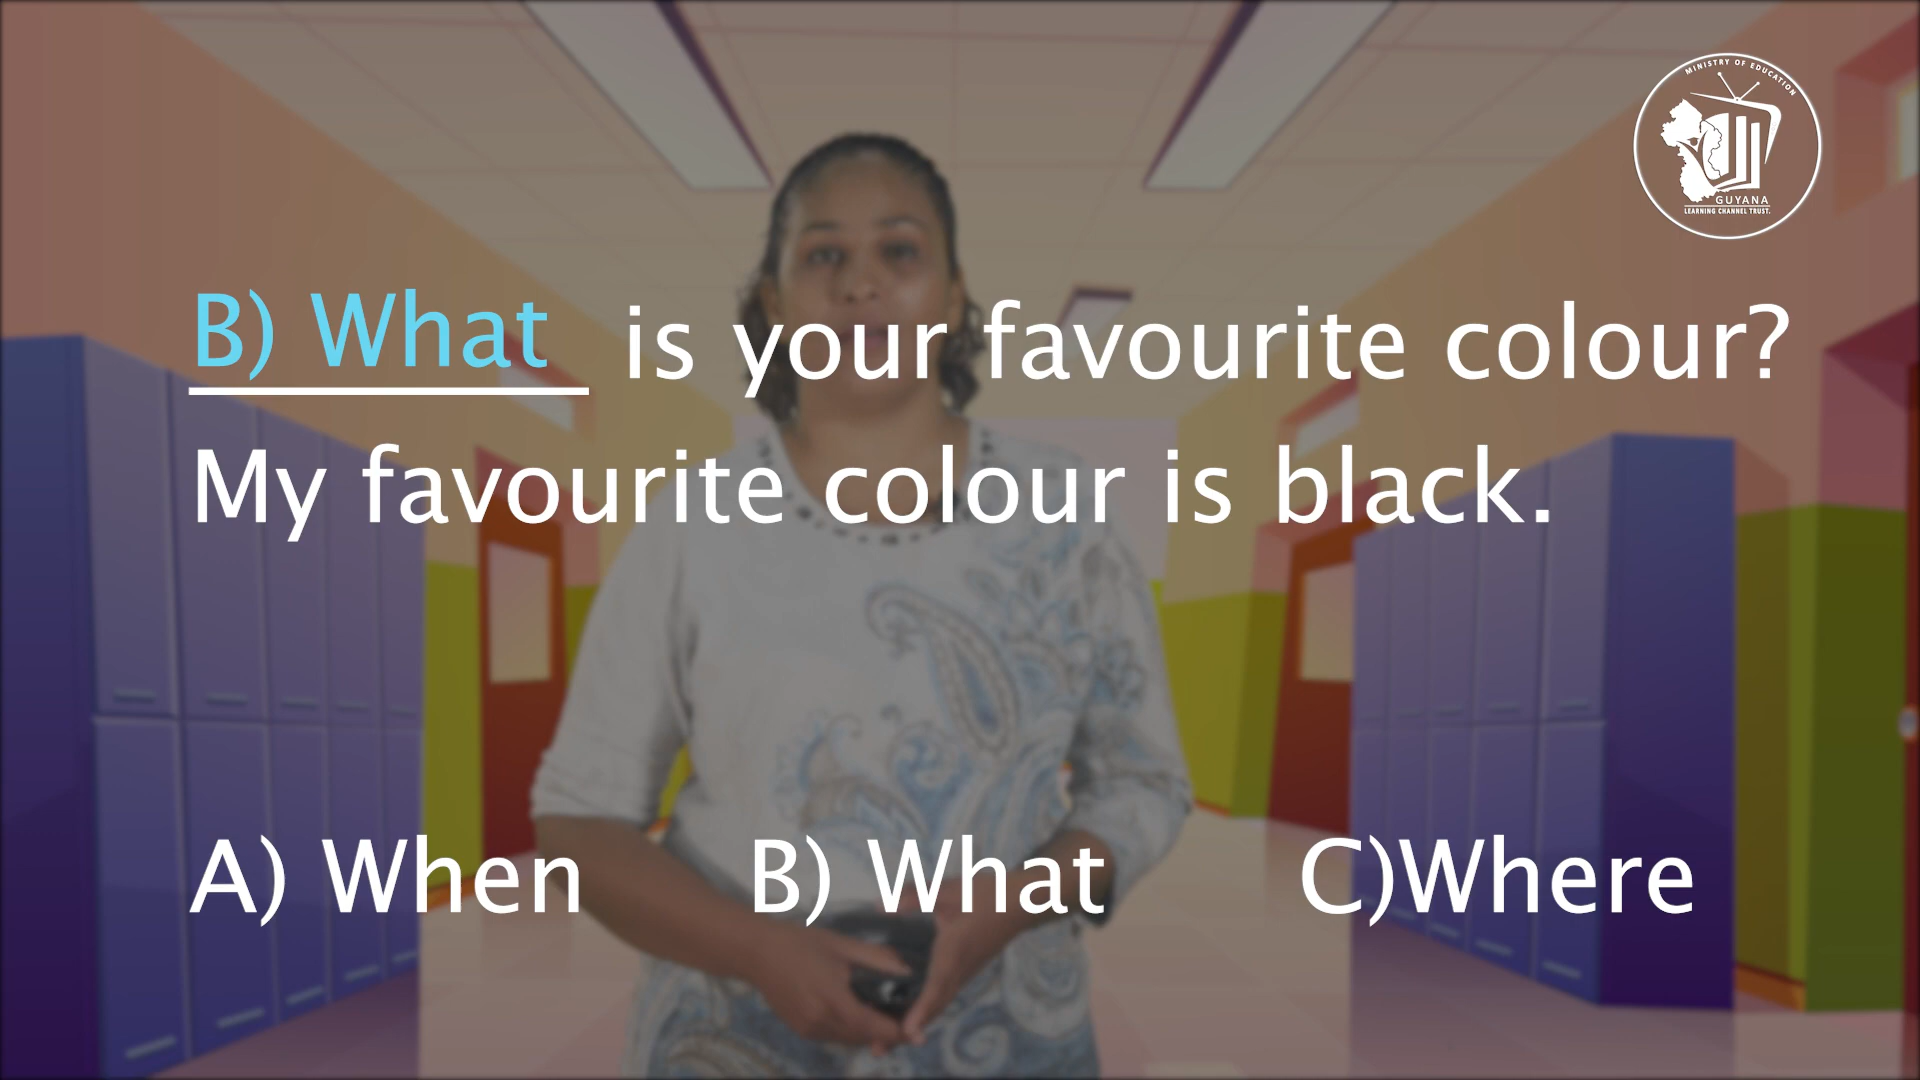 MINISTRY OF EDUCATION
GUYANA
LEARNING CHANNEL TRUST.
B) What is your favourite colour?
My favourite colour is black.
A) When B) What C)Where